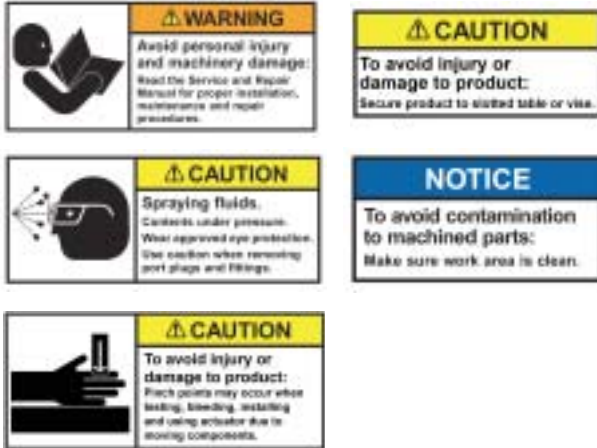 ⚠ WARNING
Avoid personal injury
and machinery damage:
Read the Service and Repair
Manual for proper installation,
maintenance and repair
procedures.
⚠ CAUTION
To avoid injury or
damage to product:
Secure product to slotted table or vise.
⚠ CAUTION
Spraying fluids.
Contents under pressure.
Wear approved eye protection.
Use caution when removing
port plugs and fittings.
NOTICE
To avoid contamination
to machined parts:
Make sure work area is clean.
⚠ CAUTION
To avoid injury or
damage to product:
Pinch points may occur when
testing, bleeding, installing
and using actuator due to
moving components.